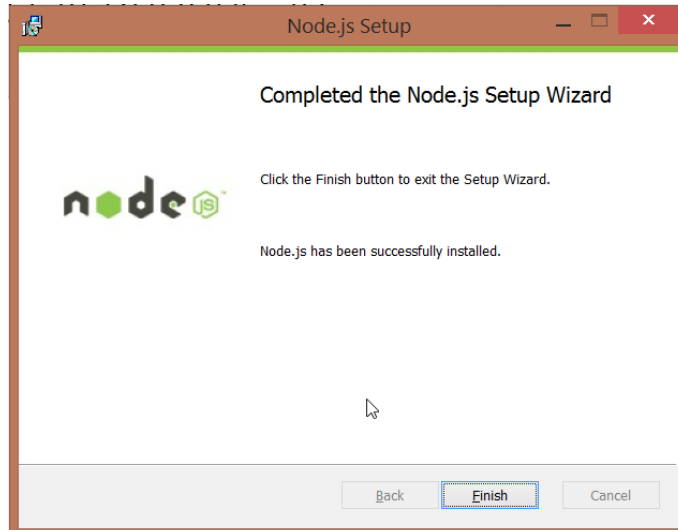 Node.js Setup
Completed the Node.js Setup Wizard
Click the Finish button to exit the Setup Wizard.
node JS™
Node.js has been successfully installed.
Back Finish Cancel